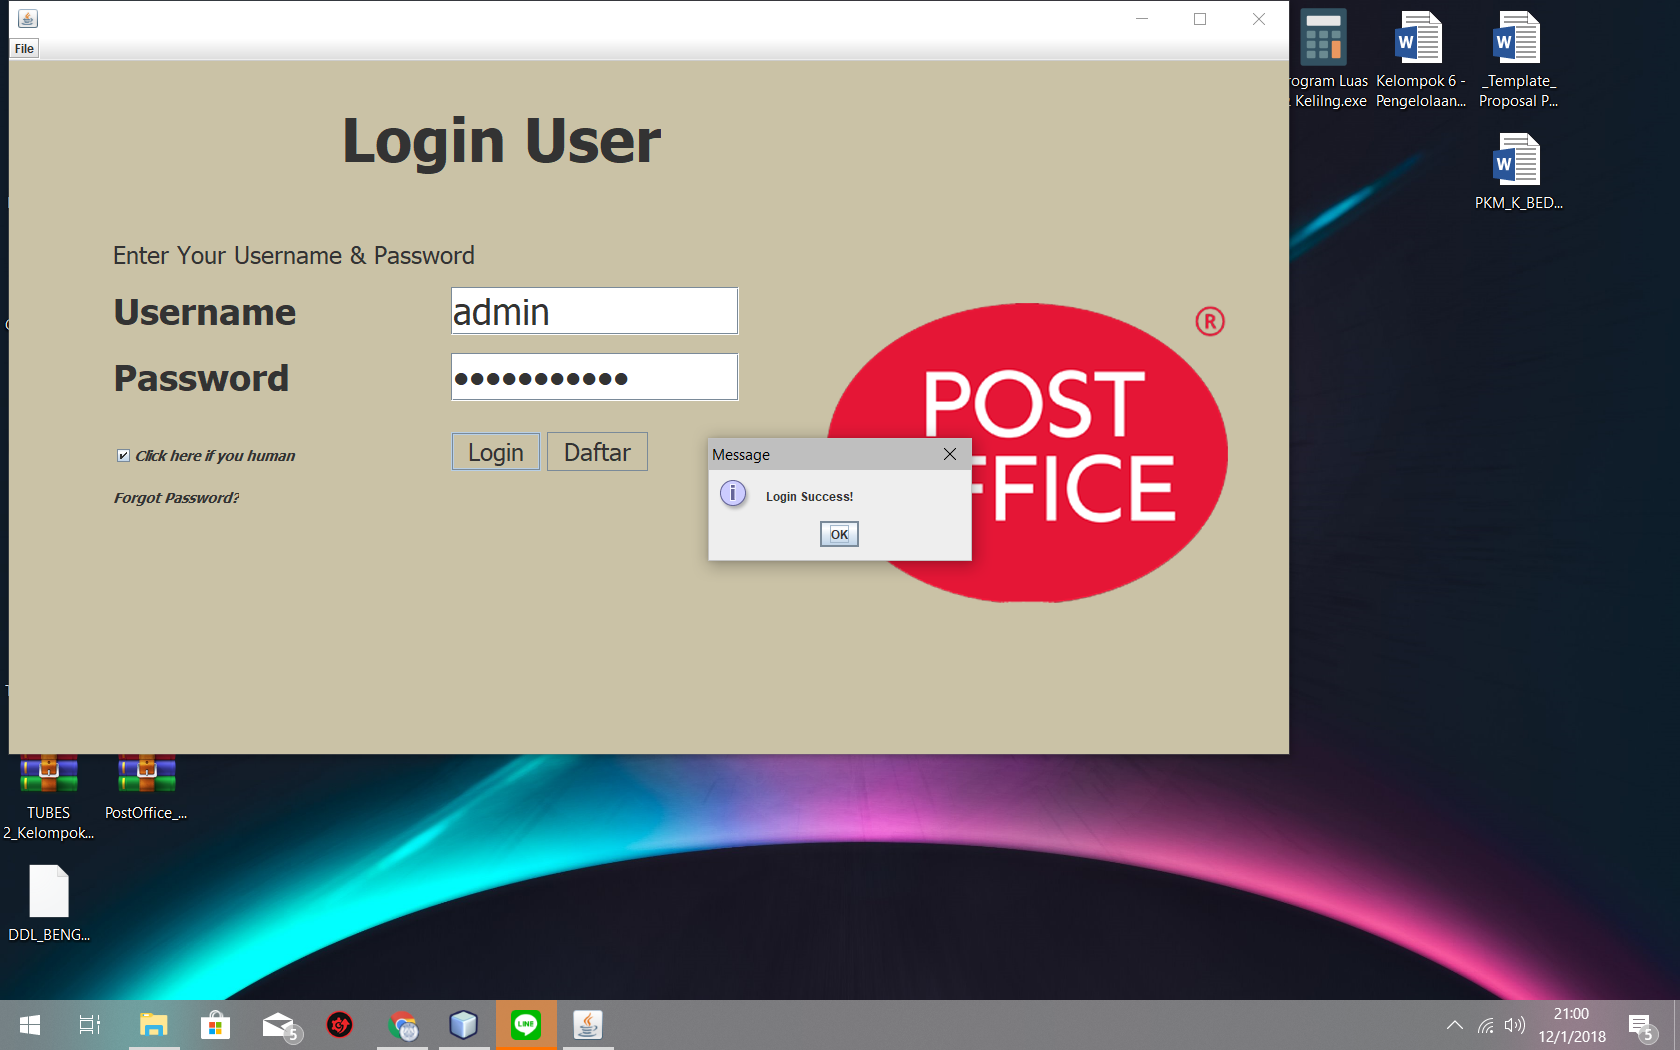 File
Login User
Enter Your Username & Password
Username
admin
Password
Click here if you human
Login
Daftar
Forgot Password?
POST
FFICE
®
Message
Login Success!
OK
rogram Luas
Kelilng.exe
Kelompok 6 -
Pengelolaan...
_Template_
Proposal P...
PKM_K_BED...
TUBES
2_Kelompok...
PostOffice_...
DDL_BENG...
5
LINE
21:00
12/1/2018
5